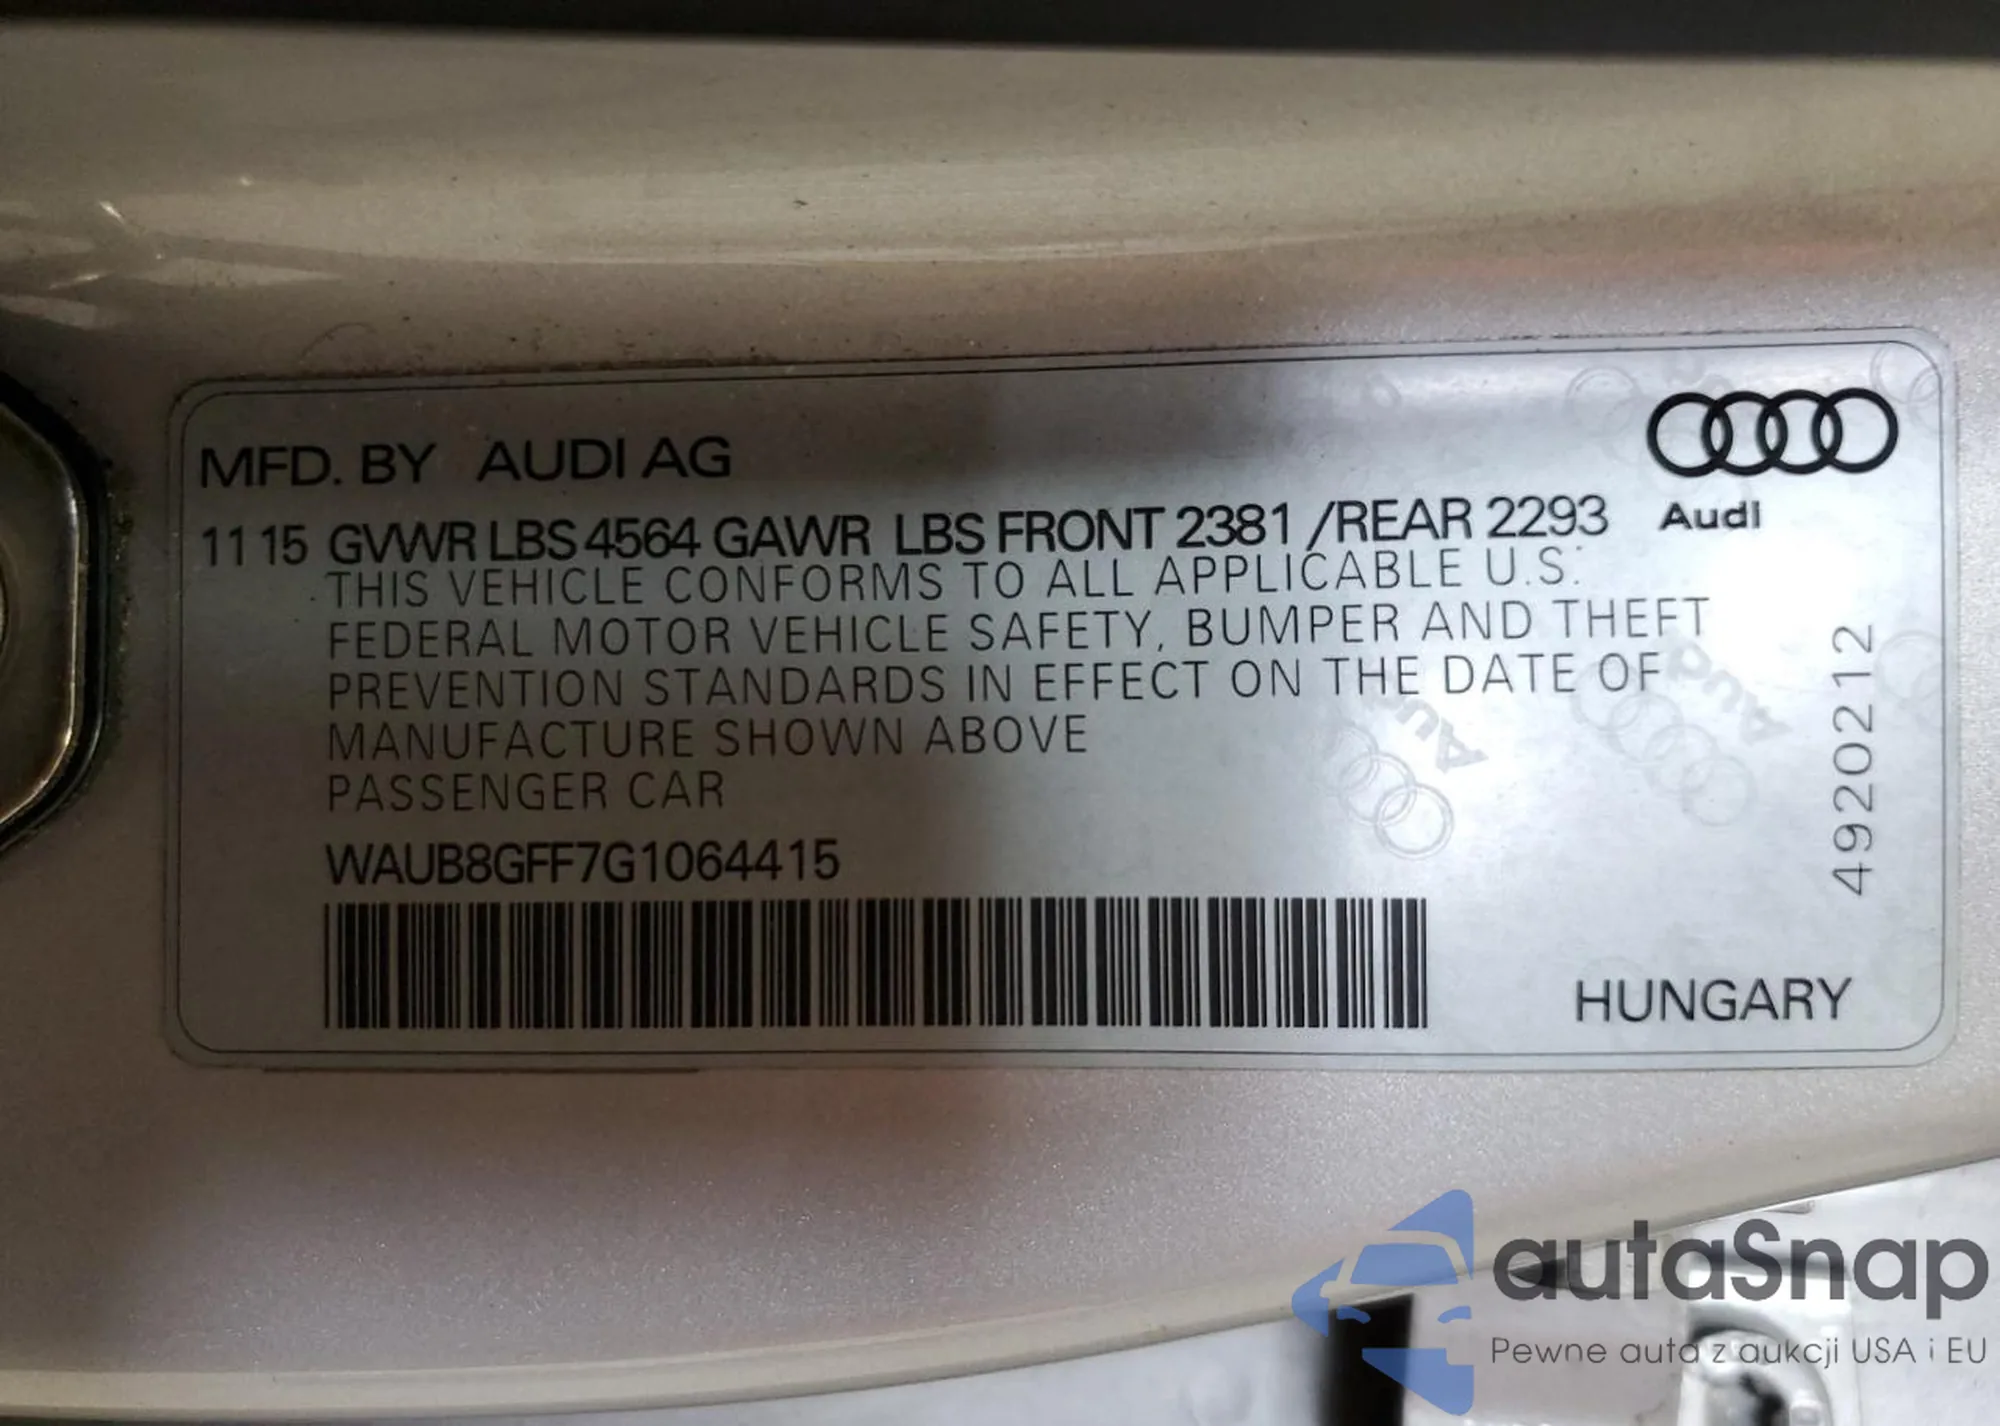 MFD. BY AUDI AG
11 15 GVWR LBS 4564 GAWR LBS FRONT 2381 /REAR 2293
Audi
THIS VEHICLE CONFORMS TO ALL APPLICABLE U.S.
FEDERAL MOTOR VEHICLE SAFETY, BUMPER AND THEFT
PREVENTION STANDARDS IN EFFECT ON THE DATE OF
MANUFACTURE SHOWN ABOVE
PASSENGER CAR
WAUB8GFF7G1064415
4920212
HUNGARY
Audi
Audi
autaSnap
Pewne auta z aukcji USA i EU